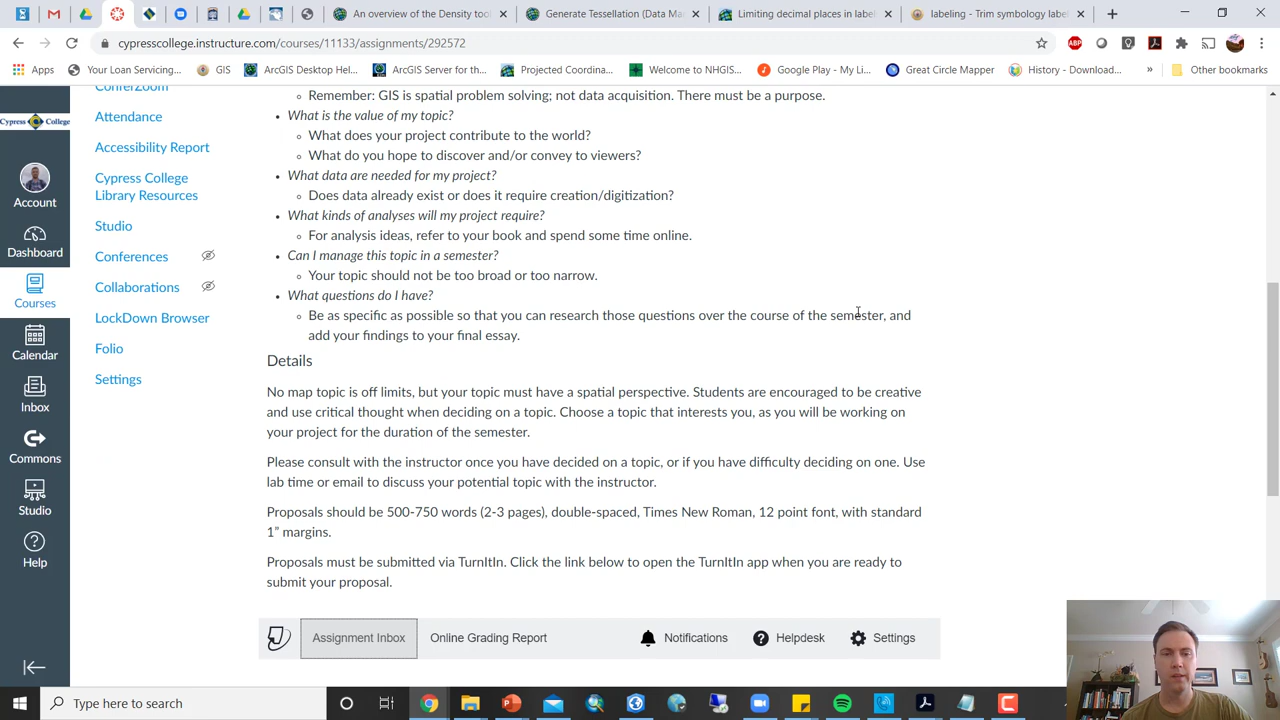 An overview of the Density tool
Generate Tessellation (Data Ma
Limiting decimal places in label
labeling - Trim symbology labe
cypresscollege.instructure.com/courses/11133/assignments/292572
Apps
Your Loan Servicing...
GIS
ArcGIS Desktop Hel...
ArcGIS Server for th...
Projected Coordina...
Welcome to NHGIS...
Google Play - My Li...
Great Circle Mapper
History - Download...
Other bookmarks
Cypress College
Account
Dashboard
Courses
Calendar
Inbox
Commons
Studio
Help
ConferZoom
Attendance
Accessibility Report
Cypress College
Library Resources
Studio
Conferences
Collaborations
LockDown Browser
Folio
Settings
Remember: GIS is spatial problem solving; not data acquisition. There must be a purpose.
What is the value of my topic?
What does your project contribute to the world?
What do you hope to discover and/or convey to viewers?
What data are needed for my project?
Does data already exist or does it require creation/digitization?
What kinds of analyses will my project require?
For analysis ideas, refer to your book and spend some time online.
Can I manage this topic in a semester?
Your topic should not be too broad or too narrow.
What questions do I have?
Be as specific as possible so that you can research those questions over the course of the semester, and
add your findings to your final essay.
Details
No map topic is off limits, but your topic must have a spatial perspective. Students are encouraged to be creative
and use critical thought when deciding on a topic. Choose a topic that interests you, as you will be working on
your project for the duration of the semester.
Please consult with the instructor once you have decided on a topic, or if you have difficulty deciding on one. Use
lab time or email to discuss your potential topic with the instructor.
Proposals should be 500-750 words (2-3 pages), double-spaced, Times New Roman, 12 point font, with standard
1” margins.
Proposals must be submitted via TurnItIn. Click the link below to open the TurnItIn app when you are ready to
submit your proposal.
Assignment Inbox
Online Grading Report
Notifications
Helpdesk
Settings
Type here to search